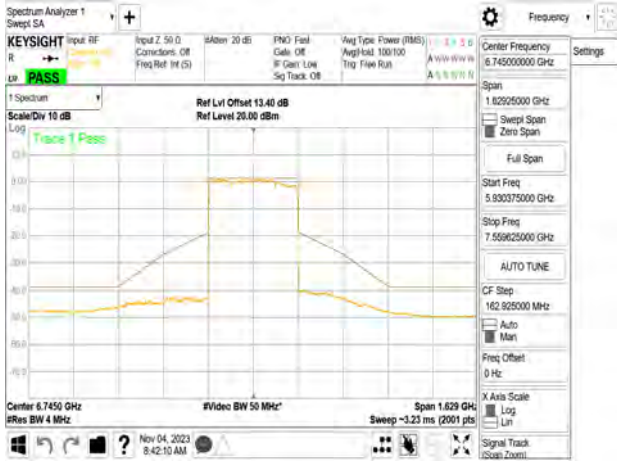 Spectrum Analyzer 1
Swept SA
+
Frequency
KEYSIGHT Input: RF
R
PASS
Input Z: 50 Ω
Corrections: Off
Freq Ref: Int (S)
#Atten: 20 dB
PNO: Fast
Gate: Off
IF Gain: Low
Sig Track: Off
Avg Type: Power (RMS)
Avg|Hold: 100/100
Trig: Free Run
1 Spectrum
Scale/Div 10 dB
Log
Ref Lvl Offset 13.40 dB
Ref Level 20.00 dBm
Trace 1 Pass
Center 6.7450 GHz
#Res BW 4 MHz
#Video BW 50 MHz*
Span 1.629 GHz
Sweep ~3.23 ms (2001 pts)
?
Nov 04, 2023
8:42:10 AM
Center Frequency
6.745000000 GHz
Settings
Span
1.62925000 GHz
Swept Span
Zero Span
Full Span
Start Freq
5.930375000 GHz
Stop Freq
7.559625000 GHz
AUTO TUNE
CF Step
162.925000 MHz
Auto
Man
Freq Offset
0 Hz
X Axis Scale
Log
Lin
Signal Track
(Span Zoom)